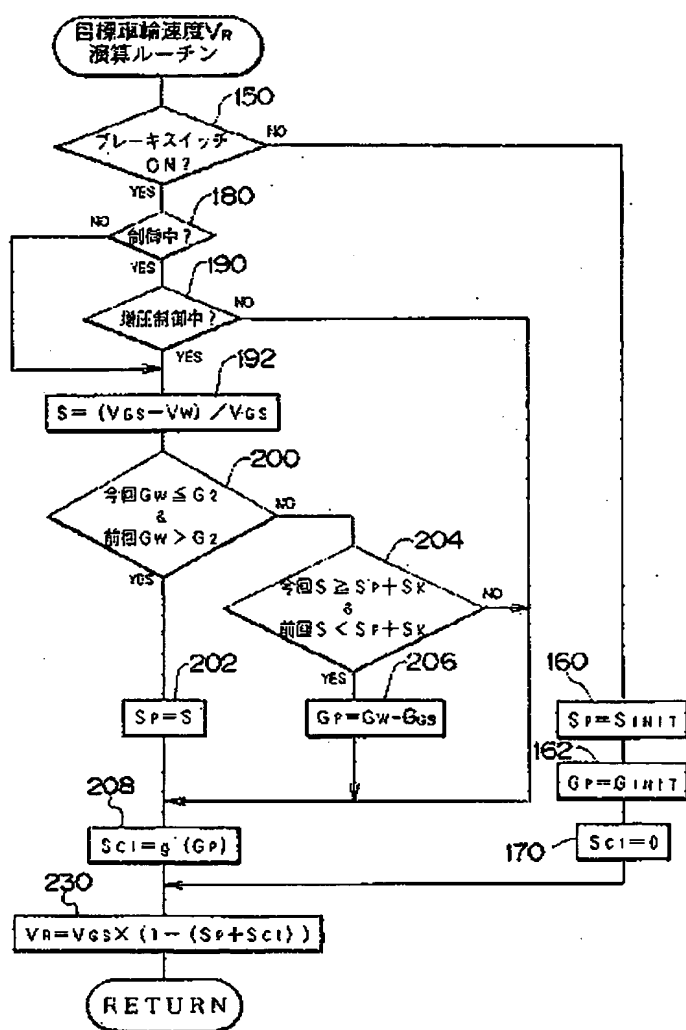 目標車輪速度VR
演算ルーチン
150
ブレーキスイッチ
ON?
NO
YES
180
NO
制御中?
YES
190
増圧制御中?
NO
YES
192
S=(VGS-VW)/VGS
200
今回GW≦G2
&
前回GW>G2
NO
YES
204
今回S≧SP+SK
&
前回S<SP+SK
NO
YES
202
SP=S
206
GP=GW-GGS
160
SP=SINIT
162
GP=GINIT
208
SCI=g(GP)
170
SCI=0
230
VR=VGS×(1-(SP+SCI))
RETURN